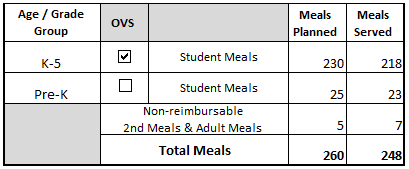 Age / Grade Group OVS Meals Planned Meals Served
K-5 ☑ Student Meals 230 218
Pre-K ☐ Student Meals 25 23
Non-reimbursable
2nd Meals & Adult Meals 5 7
Total Meals 260 248